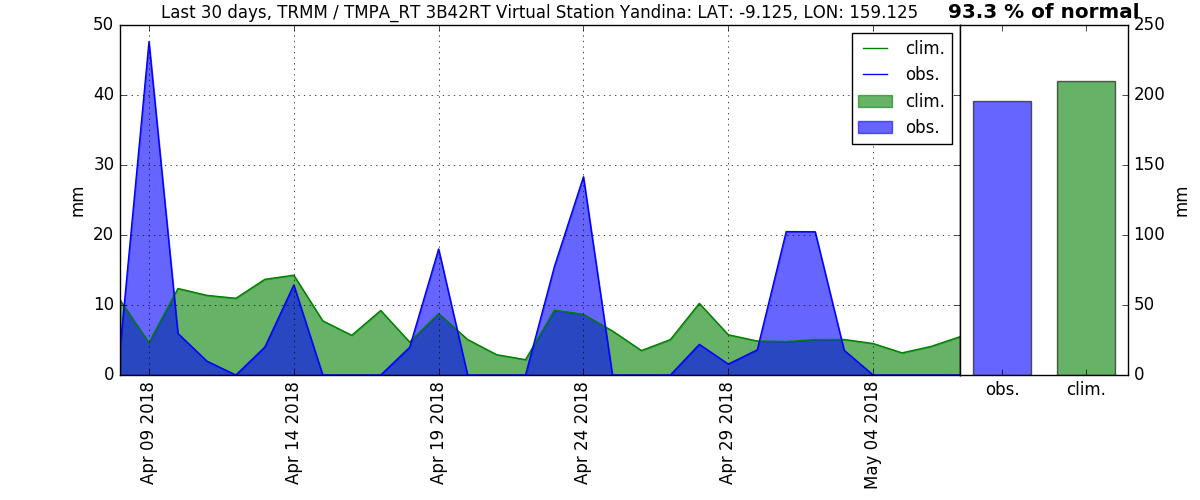 Last 30 days, TRMM / TMPA_RT 3B42RT Virtual Station Yandina: LAT: -9.125, LON: 159.125
93.3 % of normal
50
40
30
20
10
0
mm
clim.
obs.
clim.
obs.
250
200
150
100
50
0
mm
Apr 09 2018
Apr 14 2018
Apr 19 2018
Apr 24 2018
Apr 29 2018
May 04 2018
obs.
clim.